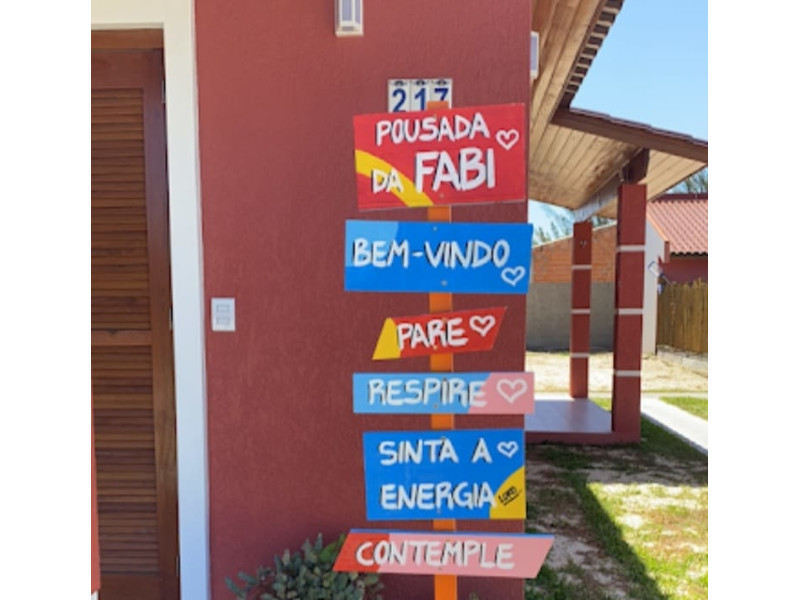 217
POUSADA
DA FABI
BEM-VINDO
PARE
RESPIRE
SINTA A
ENERGIA
CONTEMPLE